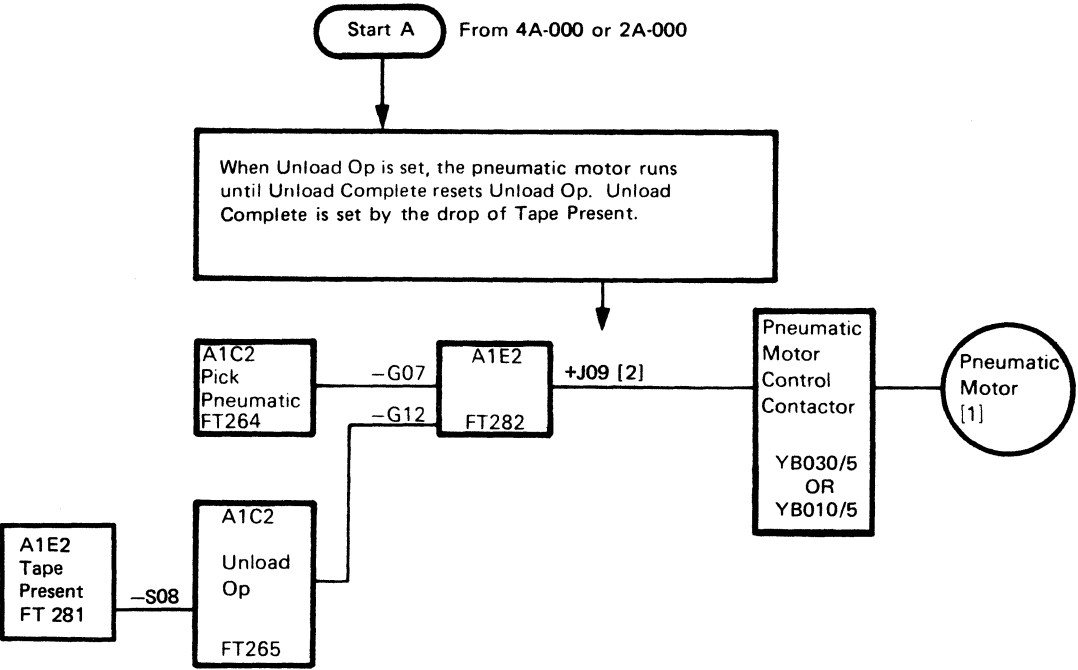 Start A
From 4A-000 or 2A-000
When Unload Op is set, the pneumatic motor runs
until Unload Complete resets Unload Op. Unload
Complete is set by the drop of Tape Present.
A1C2
Pick
Pneumatic
FT264
–G07
–G12
A1E2
FT282
+J09 [2]
Pneumatic
Motor
Control
Contactor
YB030/5
OR
YB010/5
Pneumatic
Motor
[1]
A1E2
Tape
Present
FT 281
–S08
A1C2
Unload
Op
FT265